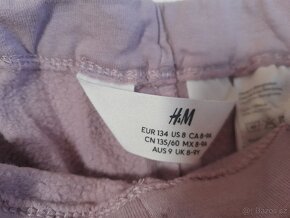 H&M
EUR 134 US 8 CA 8-9A
CN 135/60 MX 8-9A
AUS 9 UK 8-9Y